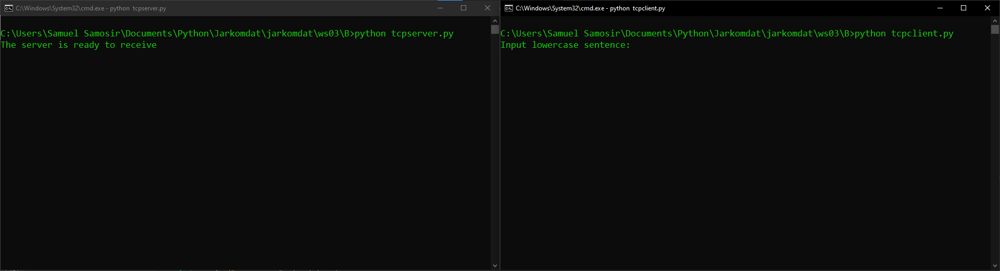 C:\Windows\System32\cmd.exe - python  tcpserver.py
C:\Users\Samuel Samosir\Documents\Python\Jarkomdat\jarkomdat\ws03\B>python tcpserver.py
The server is ready to receive
C:\Windows\System32\cmd.exe - python  tcpclient.py
C:\Users\Samuel Samosir\Documents\Python\Jarkomdat\jarkomdat\ws03\B>python tcpclient.py
Input lowercase sentence: